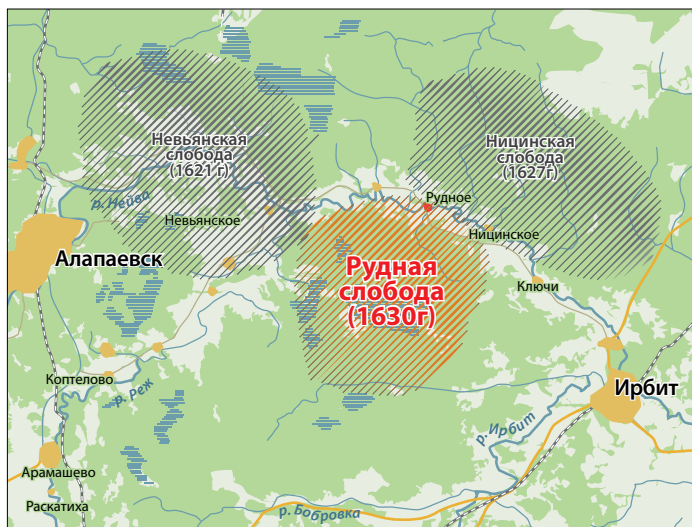 Невьянская
слобода
(1621 г)
Ницинская
слобода
(1627г)
р. Нейва
Рудное
Невьянское
Ницинское
Алапаевск
Рудная
слобода
(1630г)
Ключи
Коптелово
р. Реж
Ирбит
р. Ирбит
Арамашево
Раскатиха
р. Бобровка